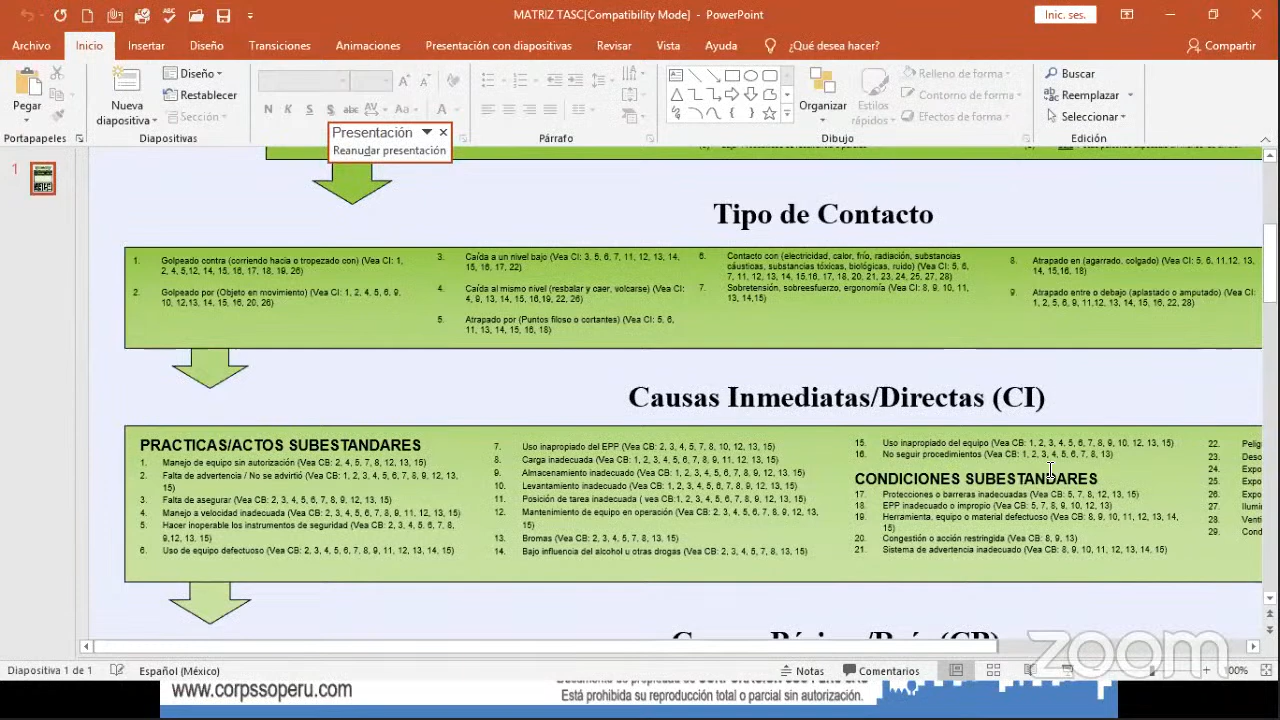 MATRIZ TASC[Compatibility Mode] - PowerPoint
Inic. ses.
Archivo Inicio Insertar Diseño Transiciones Animaciones Presentación con diapositivas Revisar Vista Ayuda ¿Qué desea hacer? Compartir
Pegar
Nueva diapositiva
Diseño
Restablecer
Sección
N K S S abc AV Aa A
Organizar
Estilos rápidos
Relleno de forma
Contorno de forma
Efectos de forma
Buscar
Reemplazar
Seleccionar
Portapapeles Diapositivas Párrafo Dibujo Edición
Presentación
Reanudar presentación
1
Tipo de Contacto
1. Golpeado contra (corriendo hacia o tropezado con) (Vea CI: 1,
2, 4, 5,12, 14, 15, 16, 17, 18, 19, 26)
2. Golpeado por (Objeto en movimiento) (Vea CI: 1, 2, 4, 5, 6, 9,
10, 12,13, 14, 15, 16, 20, 26)
3. Caída a un nivel bajo (Vea CI: 3, 5, 6, 7, 11, 12, 13, 14,
15, 16, 17, 22)
4. Caída al mismo nivel (resbalar y caer, volcarse) (Vea CI:
4, 9, 13, 14, 15, 16,19, 22, 26)
5. Atrapado por (Puntos filoso o cortantes) (Vea CI: 5, 6,
11, 13, 14, 15, 16, 18)
6. Contacto con (electricidad, calor, frío, radiación, substancias
cáusticas, substancias tóxicas, biológicas, ruido) (Vea CI: 5, 6,
7, 11, 12, 13, 14, 15,16, 17, 18, 20, 21, 23, 24, 25, 27, 28)
7. Sobretensión, sobreesfuerzo, ergonomía (Vea CI: 8, 9, 10, 11,
13, 14,15)
8. Atrapado en (agarrado, colgado) (Vea CI: 5, 6, 11,12, 13,
14, 15,16, 18)
9. Atrapado entre o debajo (aplastado o amputado) (Vea CI:
1, 2, 5, 6, 9, 11,12, 13, 14, 15, 16, 22, 28)
Causas Inmediatas/Directas (CI)
PRACTICAS/ACTOS SUBESTANDARES
1. Manejo de equipo sin autorización (Vea CB: 2, 4, 5, 7, 8, 12, 13, 15)
2. Falta de advertencia / No se advirtió (Vea CB: 2, 3, 4, 5, 6, 7, 8, 9, 12, 13,
15)
3. Falta de asegurar (Vea CB: 2, 3, 4, 5, 6, 7, 8, 9, 12, 13, 15)
4. Manejo a velocidad inadecuada (Vea CB: 2, 3, 4, 5, 6, 7, 8, 9, 11, 12, 13, 15)
5. Hacer inoperable los instrumentos de seguridad (Vea CB: 2, 3, 4, 5, 6, 7, 8,
9,12, 13, 15)
6. Uso de equipo defectuoso (Vea CB: 2, 3, 4, 5, 6, 7, 8, 9, 11, 12, 13, 14, 15)
7. Uso inapropiado del EPP (Vea CB: 2, 3, 4, 5, 7, 8, 10, 12, 13, 15)
8. Carga inadecuada (Vea CB: 1, 2, 3, 4, 5, 6, 7, 8, 9, 11, 12, 13, 15)
9. Almacenamiento inadecuado (Vea CB: 1, 2, 3, 4, 5, 6, 7, 8, 9, 12, 13, 15)
10. Levantamiento inadecuado (Vea CB: 1, 2, 3, 4, 5, 6, 7, 8, 9, 12, 13, 15)
11. Posición de tarea inadecuada ( vea CB:1, 2, 3, 4, 5, 6, 7, 8, 9, 12, 13, 15)
12. Mantenimiento de equipo en operación (Vea CB: 2, 3, 4, 5, 6, 7, 8, 9, 12, 13,
15)
13. Bromas (Vea CB: 2, 3, 4, 5, 7, 8, 13, 15)
14. Bajo influencia del alcohol u otras drogas (Vea CB: 2, 3, 4, 5, 7, 8, 13, 15)
15. Uso inapropiado del equipo (Vea CB: 1, 2, 3, 4, 5, 6, 7, 8, 9, 10, 12, 13, 15)
16. No seguir procedimientos (Vea CB: 1, 2, 3, 4, 5, 6, 7, 8, 13)
CONDICIONES SUBESTANDARES
17. Protecciones o barreras inadecuadas (Vea CB: 5, 7, 8, 12, 13, 15)
18. EPP inadecuado o impropio (Vea CB: 5, 7, 8, 9, 10, 12, 13)
19. Herramienta, equipo o material defectuoso (Vea CB: 8, 9, 10, 11, 12, 13, 14,
15)
20. Congestión o acción restringida (Vea CB: 8, 9, 13)
21. Sistema de advertencia inadecuado (Vea CB: 8, 9, 10, 11, 12, 13, 14, 15)
22. Pelig
23. Deso
24. Expo
25. Expo
26. Expo
27. Ilumi
28. Venti
29. Cond
zoom
Diapositiva 1 de 1 Español (México) Notas Comentarios 100%
www.corpssoperu.com
Está prohibida su reproducción total o parcial sin autorización.